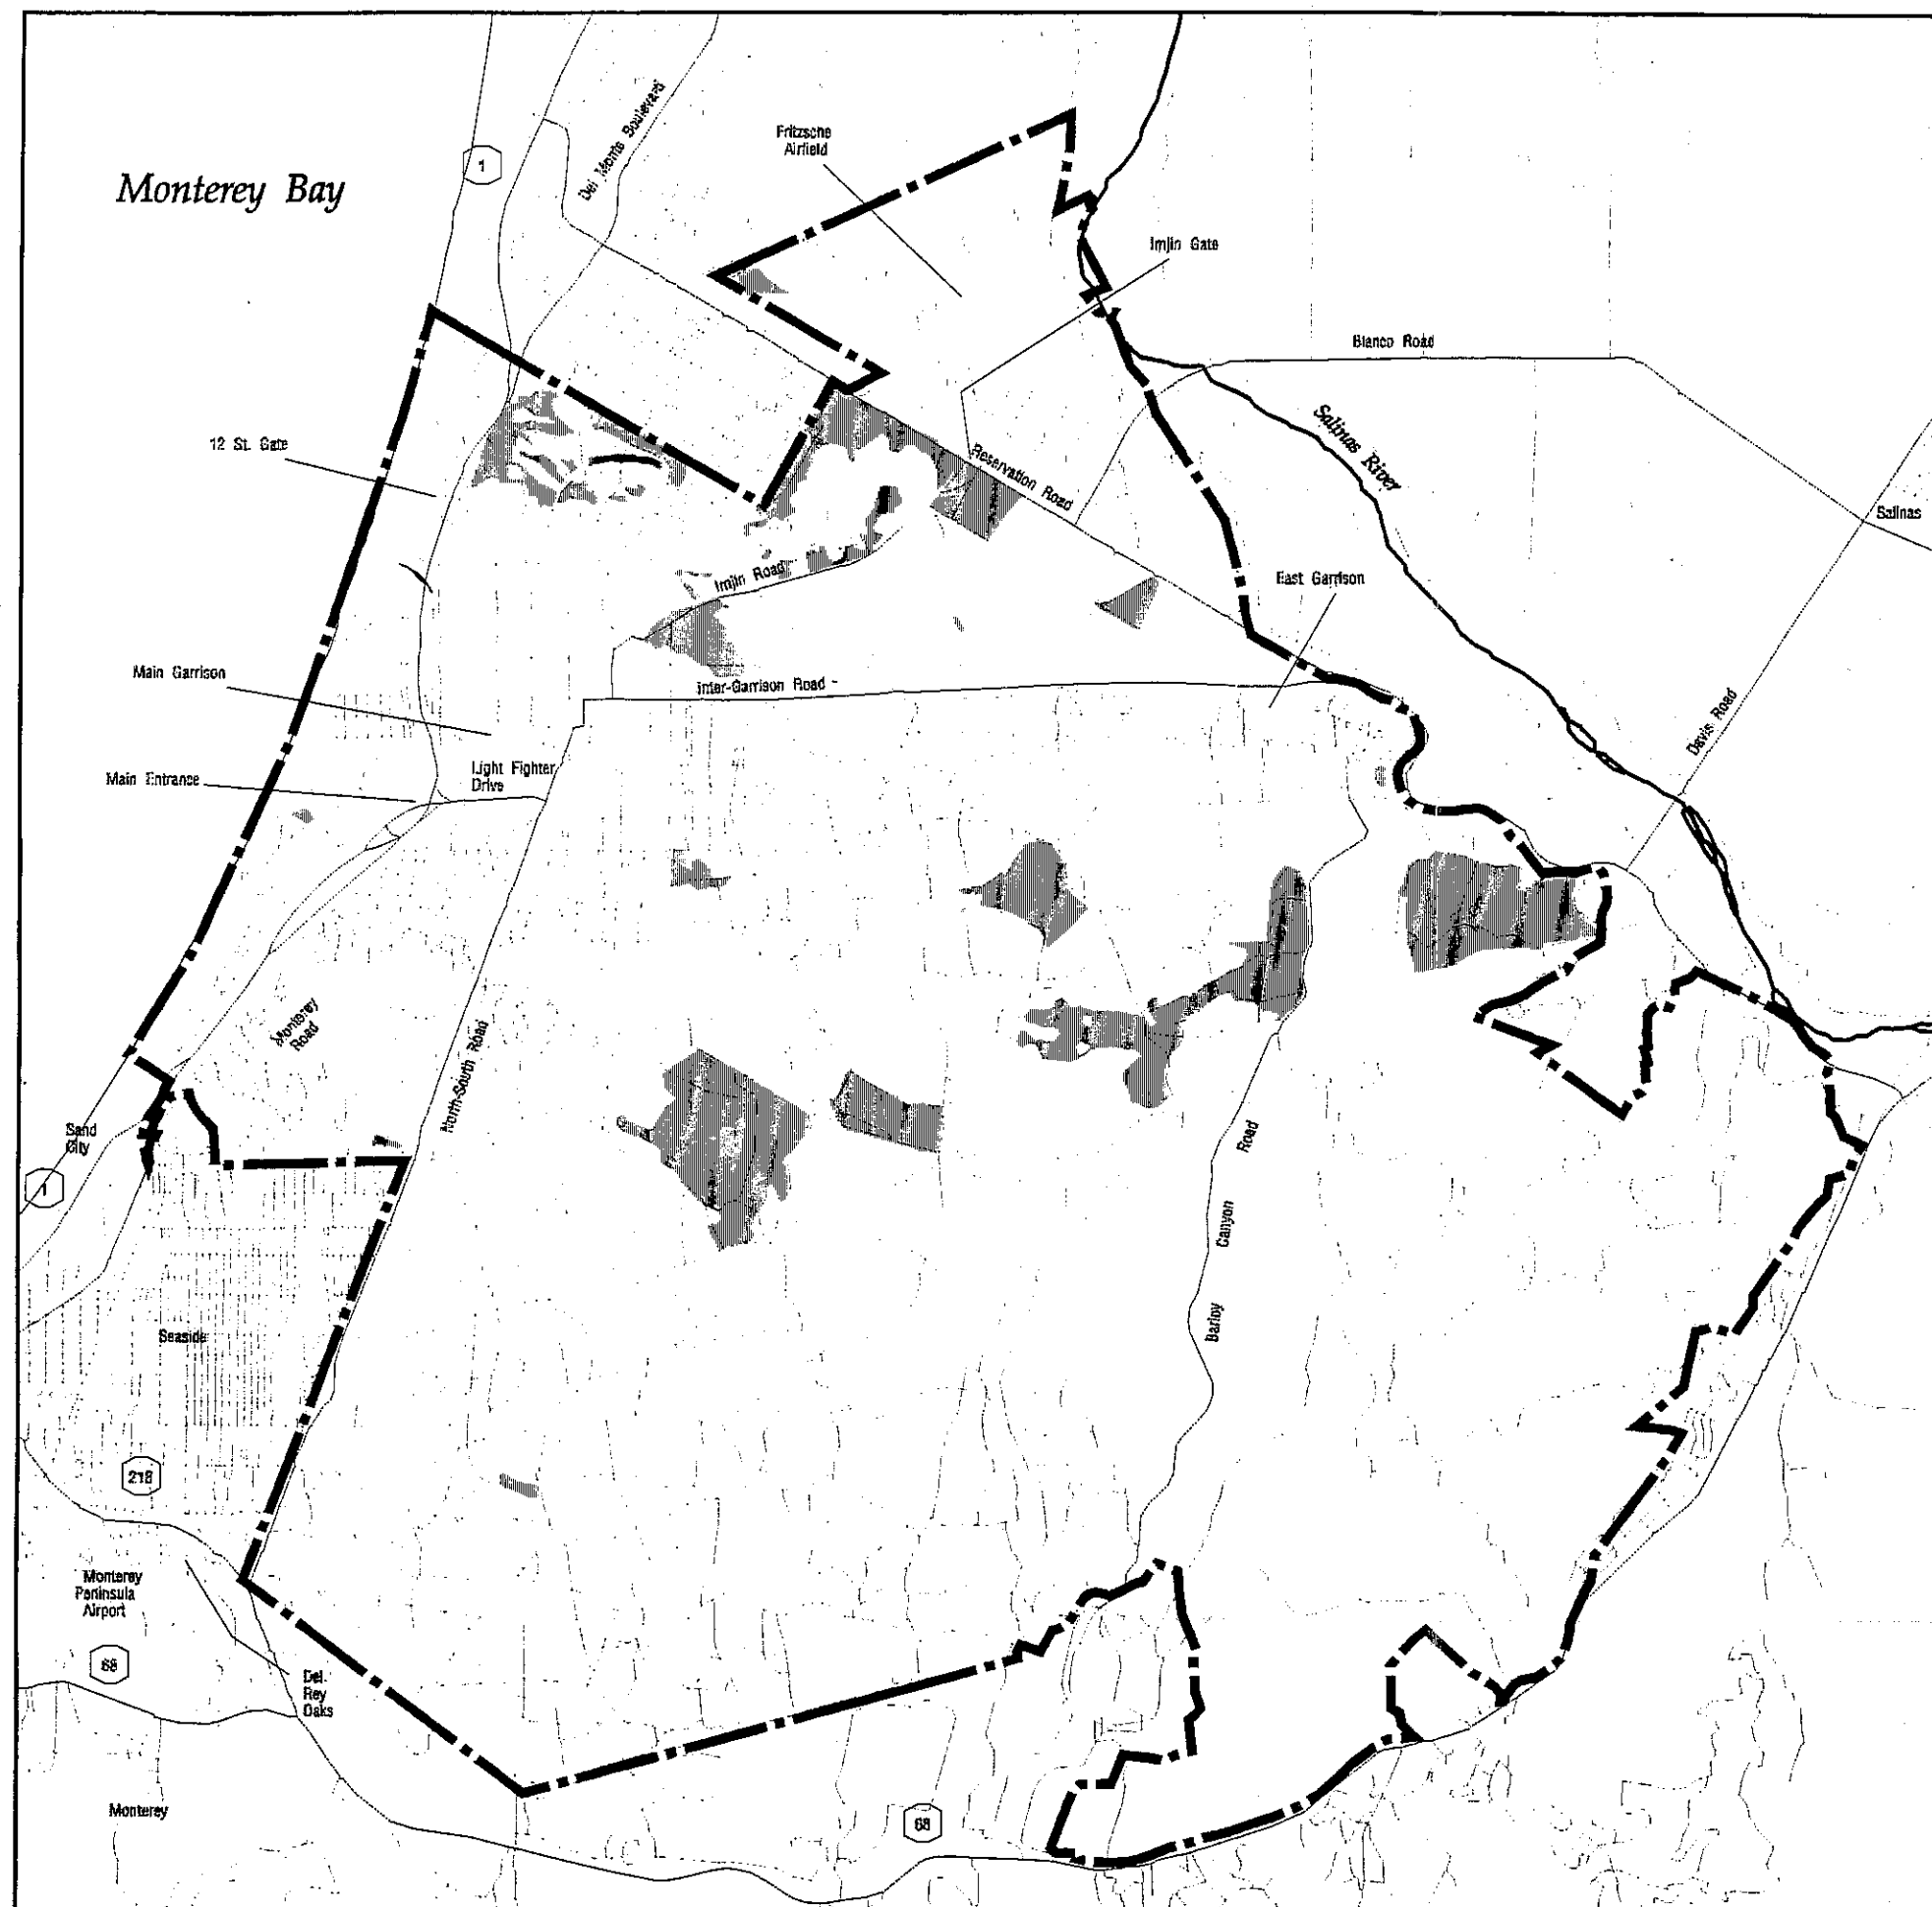 Del Monte Boulevard
Fritzsche
Airfield
1
Monterey Bay
Imjin Gate
Blanco Road
Salinas River
12 St. Gate
Reservation Road
Salinas
Imjin Road
East Garrison
Main Garrison
Inter-Garrison Road
Davis Road
Light Fighter
Drive
Main Entrance
Monterey
Road
North-South Road
Sand
City
1
Barloy Canyon Road
Seaside
218
Monterey
Peninsula
Airport
68
Del
Rey
Oaks
Monterey
68